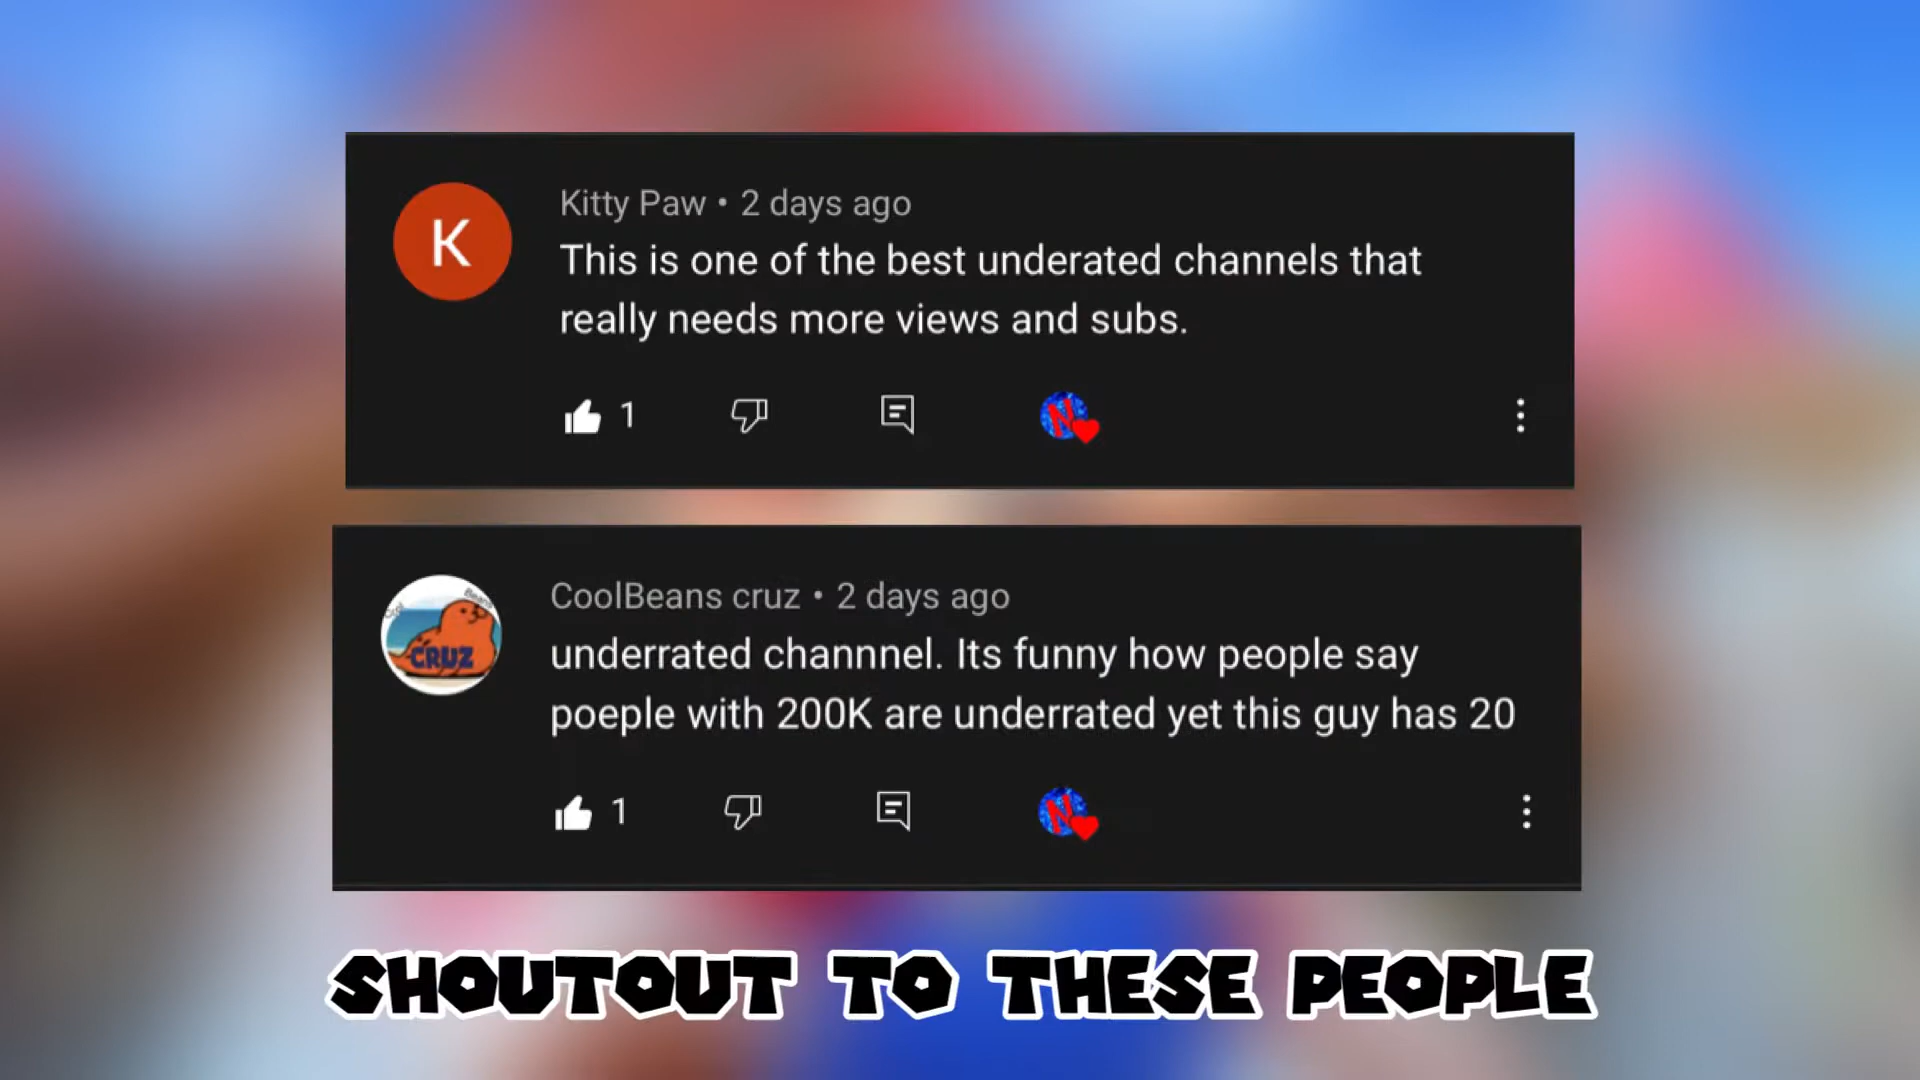 K
Kitty Paw • 2 days ago
This is one of the best underated channels that
really needs more views and subs.
1
N
Cool Beans
CRUZ
CoolBeans cruz • 2 days ago
underrated channnel. Its funny how people say
poeple with 200K are underrated yet this guy has 20
1
N
SHOUTOUT TO THESE PEOPLE